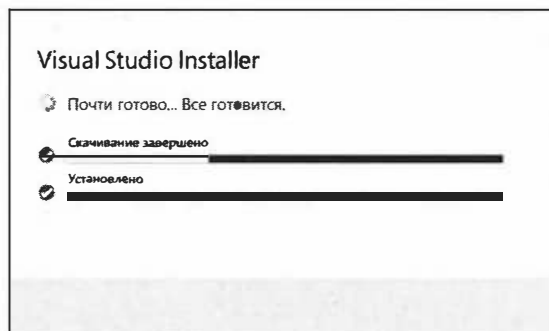 Visual Studio Installer
Почти готово... Все готовится.
Скачивание завершено
Установлено